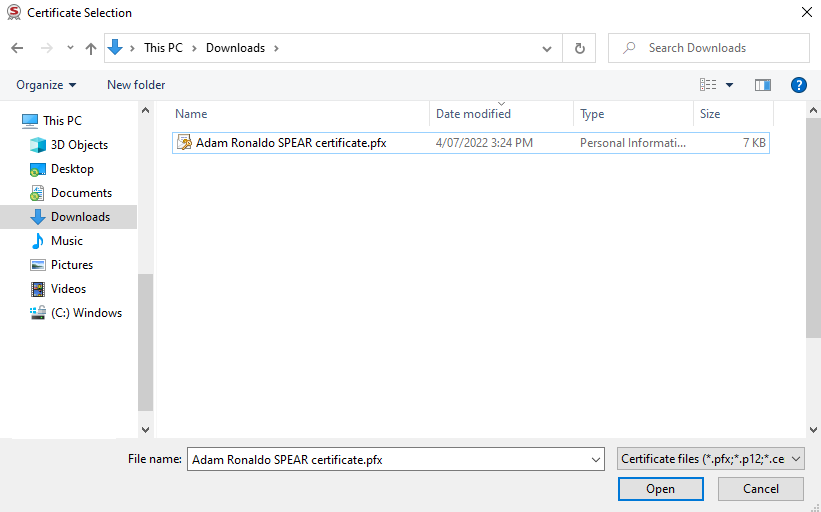 Certificate Selection
This PC > Downloads >
Search Downloads
Organize
New folder
Name Date modified Type Size
This PC
3D Objects
Desktop
Documents
Downloads
Music
Pictures
Videos
(C:) Windows
Adam Ronaldo SPEAR certificate.pfx 4/07/2022 3:24 PM Personal Informati... 7 KB
File name: Adam Ronaldo SPEAR certificate.pfx
Certificate files (*.pfx;*.p12;*.ce
Open
Cancel